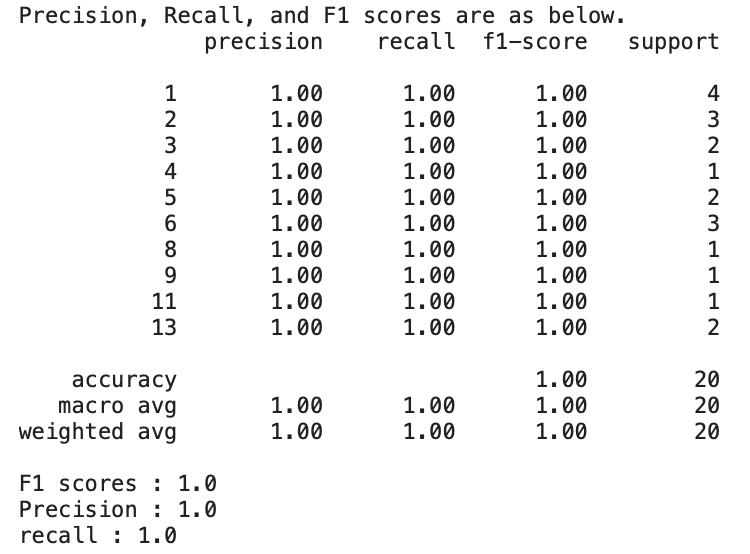 Precision, Recall, and F1 scores are as below.
precision recall f1-score support
1 1.00 1.00 1.00 4
2 1.00 1.00 1.00 3
3 1.00 1.00 1.00 2
4 1.00 1.00 1.00 1
5 1.00 1.00 1.00 2
6 1.00 1.00 1.00 3
8 1.00 1.00 1.00 1
9 1.00 1.00 1.00 1
11 1.00 1.00 1.00 1
13 1.00 1.00 1.00 2
accuracy 1.00 20
macro avg 1.00 1.00 1.00 20
weighted avg 1.00 1.00 1.00 20
F1 scores : 1.0
Precision : 1.0
recall : 1.0